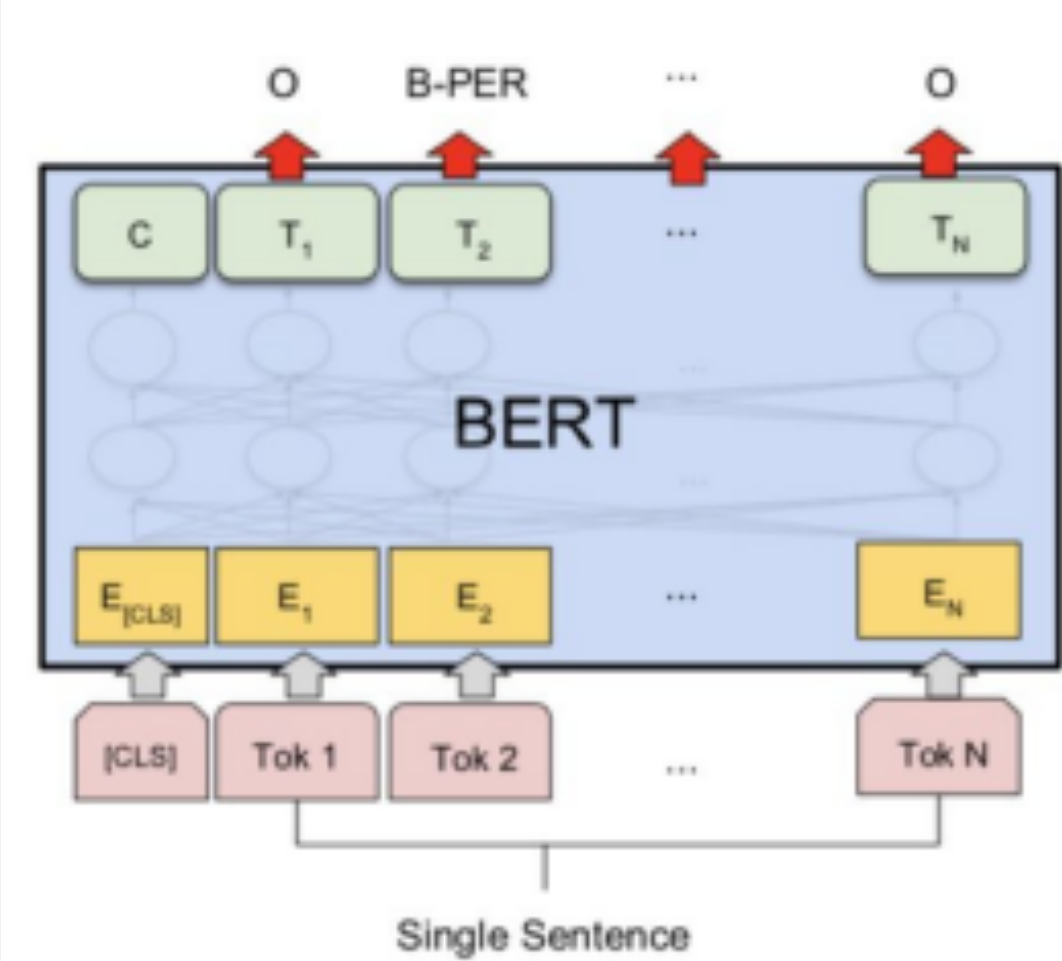 O B-PER ... O
C T1 T2 ... TN
...
BERT
...
E[CLS] E1 E2 ... EN
[CLS] Tok 1 Tok 2 ... Tok N
Single Sentence